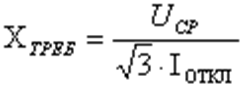 X_ТРЕБ = U_СР / (√3 · I_ОТКЛ)